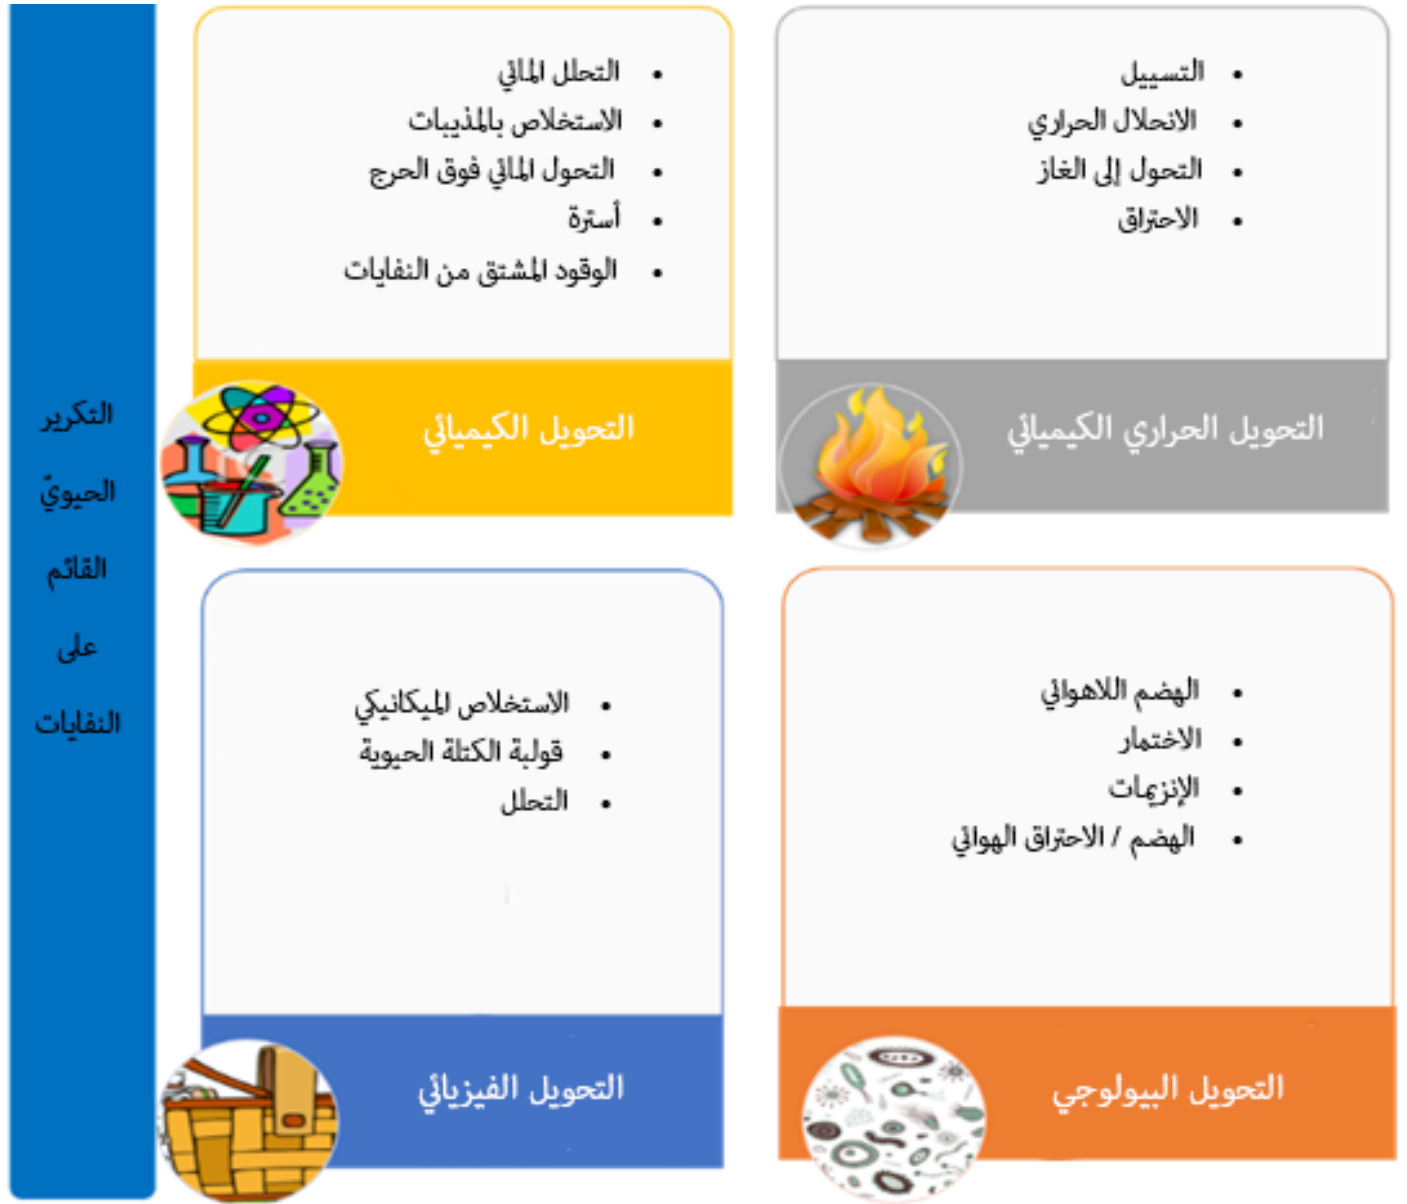 التسييل
الانحلال الحراري
التحول إلى الغاز
الاحتراق
التحويل الحراري الكيميائي
التحلل المائي
الاستخلاص بالمذيبات
التحول المائي فوق الحرج
أسترة
الوقود المشتق من النفايات
التحويل الكيميائي
الهضم اللاهوائي
الاختمار
الإنزيمات
الهضم / الاحتراق الهوائي
التحويل البيولوجي
الاستخلاص الميكانيكي
قولبة الكتلة الحيوية
التحلل
التحويل الفيزيائي
التكرير
الحيويّ
القائم
على
النفايات